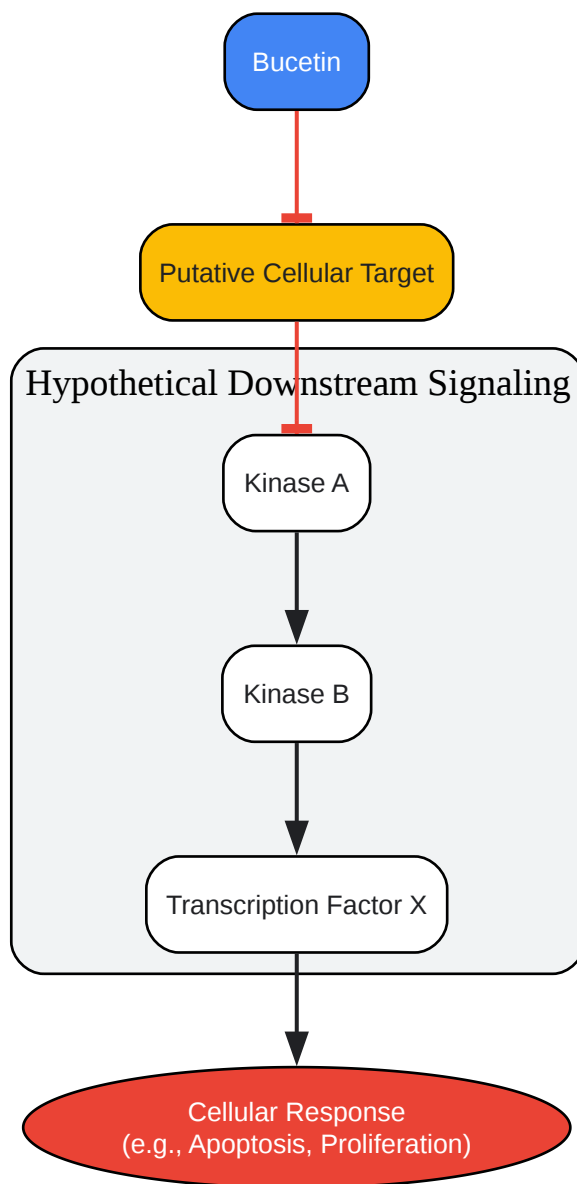 Bucetin
Putative Cellular Target
Hypothetical Downstream Signaling
Kinase A
Kinase B
Transcription Factor X
Cellular Response
(e.g., Apoptosis, Proliferation)